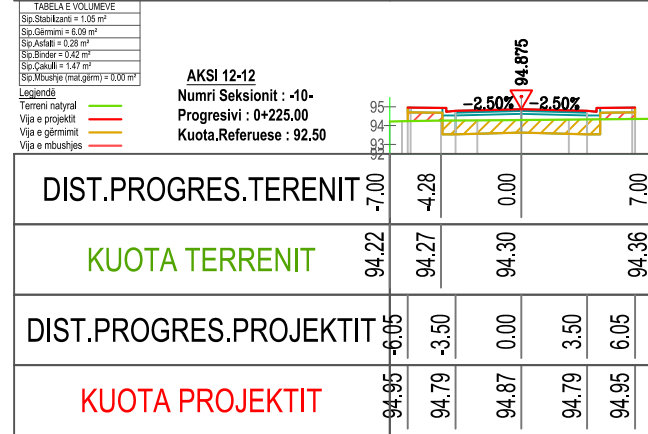 TABELA E VOLUMEVE
Sip.Stabilizanti = 1.05 m²
Sip.Gërmimi = 6.09 m²
Sip.Asfalti = 0.28 m²
Sip.Binder = 0.42 m²
Sip.Çakulli = 1.47 m²
Sip.Mbushje (mat.gërm) = 0.00 m²
Legjendë
Terreni natyral
Vija e projektit
Vija e gërmimit
Vija e mbushjes
AKSI 12-12
Numri Seksionit : -10-
Progresivi : 0+225.00
Kuota,Referuese : 92,50
94.875
-2.50% -2.50%
95
94
93
92
DIST.PROGRES.TERENIT -7.00 -4.28 0.00 7.00
KUOTA TERRENIT 94.22 94.27 94.30 94.36
DIST.PROGRES.PROJEKTIT -6.05 -3.50 0.00 3.50 6.05
KUOTA PROJEKTIT 94.95 94.79 94.87 94.79 94.95